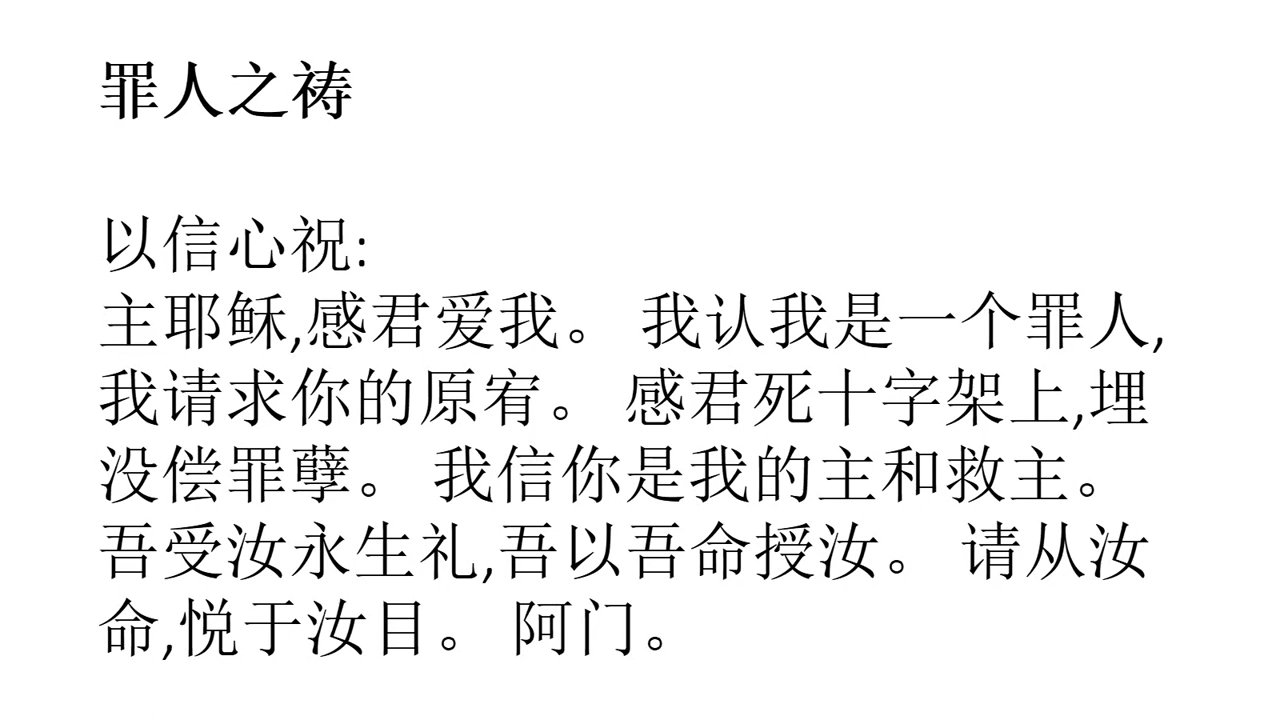 罪人之祷
以信心祝:
主耶稣,感君爱我。 我认我是一个罪人,
我请求你的原宥。 感君死十字架上,埋
没偿罪孽。 我信你是我的主和救主。
吾受汝永生礼,吾以吾命授汝。 请从汝
命,悦于汝目。 阿门。